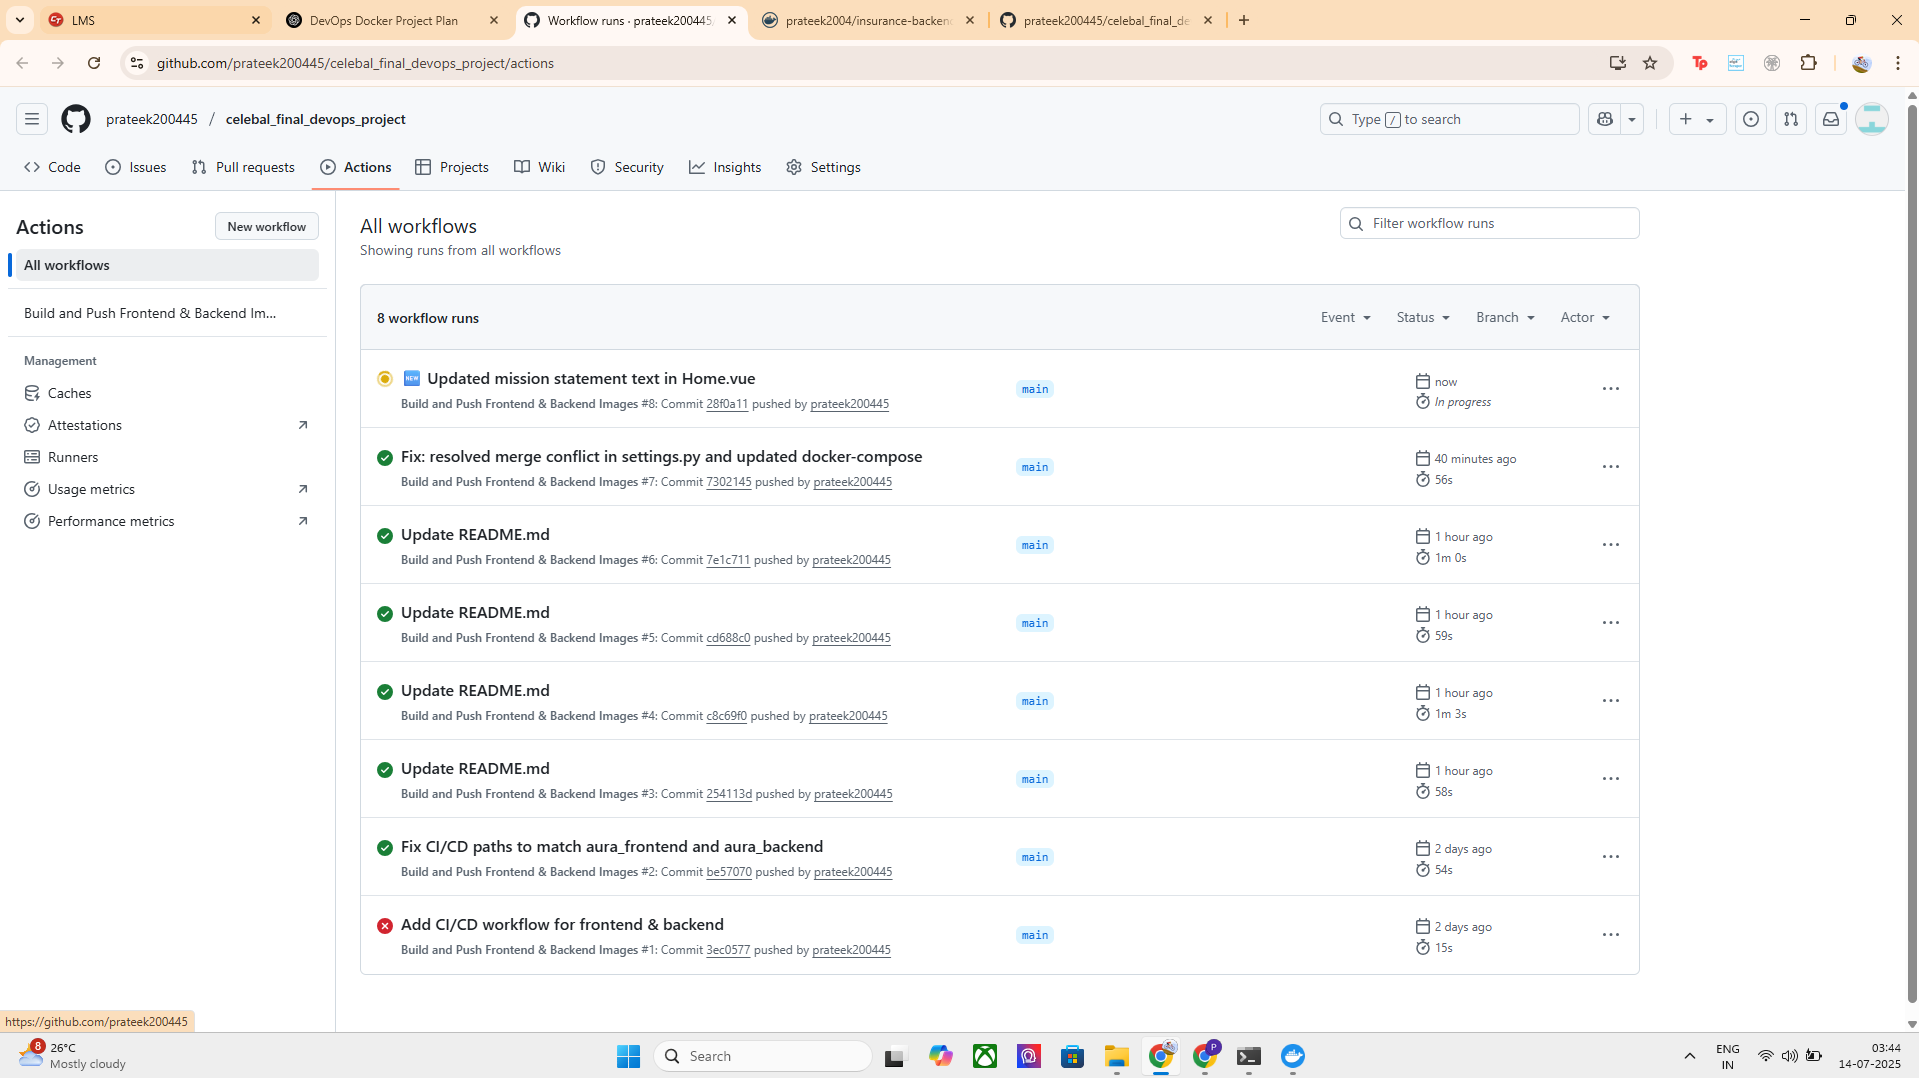 LMS
DevOps Docker Project Plan
Workflow runs · prateek200445/
prateek2004/insurance-backend
prateek200445/celebal_final_de
github.com/prateek200445/celebal_final_devops_project/actions
Tp
prateek200445 / celebal_final_devops_project
Type / to search
Code
Issues
Pull requests
Actions
Projects
Wiki
Security
Insights
Settings
Actions
New workflow
All workflows
Build and Push Frontend & Backend Im...
Management
Caches
Attestations
Runners
Usage metrics
Performance metrics
All workflows
Showing runs from all workflows
Filter workflow runs
8 workflow runs
Event
Status
Branch
Actor
NEW Updated mission statement text in Home.vue
Build and Push Frontend & Backend Images #8: Commit 28f0a11 pushed by prateek200445
main
now
In progress
Fix: resolved merge conflict in settings.py and updated docker-compose
Build and Push Frontend & Backend Images #7: Commit 7302145 pushed by prateek200445
main
40 minutes ago
56s
Update README.md
Build and Push Frontend & Backend Images #6: Commit 7e1c711 pushed by prateek200445
main
1 hour ago
1m 0s
Update README.md
Build and Push Frontend & Backend Images #5: Commit cd688c0 pushed by prateek200445
main
1 hour ago
59s
Update README.md
Build and Push Frontend & Backend Images #4: Commit c8c69f0 pushed by prateek200445
main
1 hour ago
1m 3s
Update README.md
Build and Push Frontend & Backend Images #3: Commit 254113d pushed by prateek200445
main
1 hour ago
58s
Fix CI/CD paths to match aura_frontend and aura_backend
Build and Push Frontend & Backend Images #2: Commit be57070 pushed by prateek200445
main
2 days ago
54s
Add CI/CD workflow for frontend & backend
Build and Push Frontend & Backend Images #1: Commit 3ec0577 pushed by prateek200445
main
2 days ago
15s
https://github.com/prateek200445
8
26°C
Mostly cloudy
Search
P
ENG
IN
03:44
14-07-2025